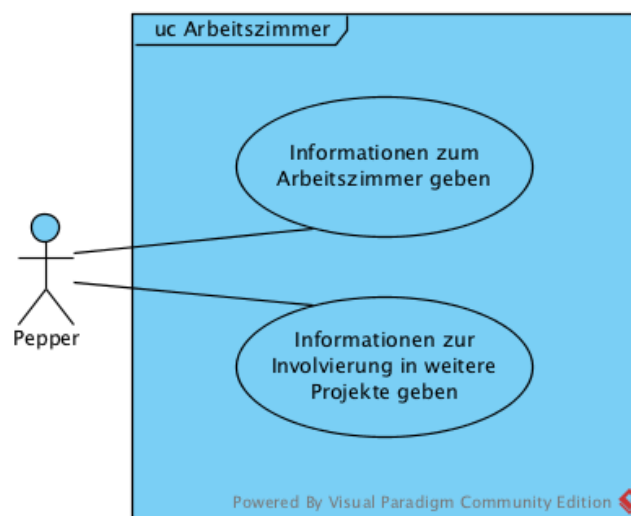 uc Arbeitszimmer
Informationen zum
Arbeitszimmer geben
Pepper
Informationen zur
Involvierung in weitere
Projekte geben
Powered By Visual Paradigm Community Edition